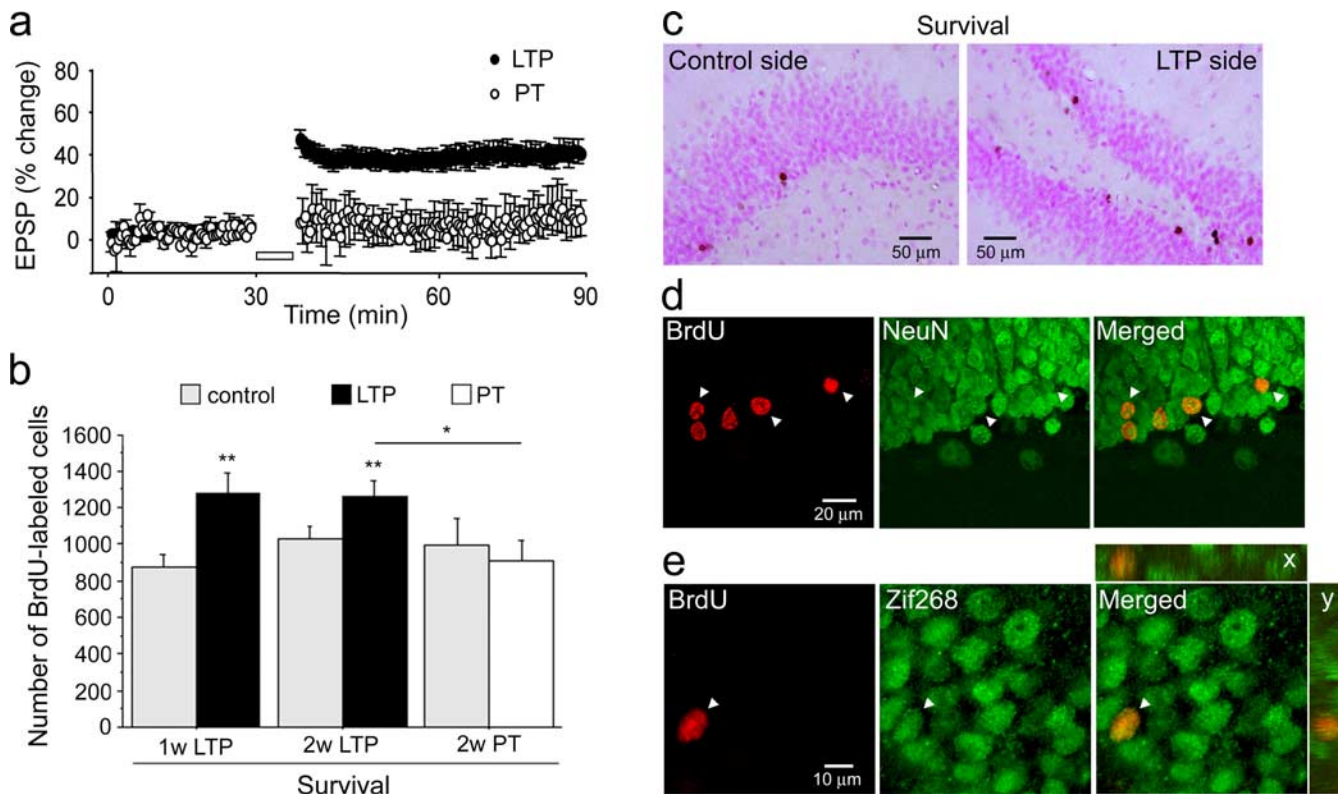 a
EPSP (% change)
80
60
40
20
0
LTP
PT
0 30 60 90
Time (min)
b
control LTP PT
Number of BrdU-labeled cells
1600
1400
1200
1000
800
600
400
200
0
** ** *
1w LTP 2w LTP 2w PT
Survival
c
Survival
Control side
50 μm
LTP side
50 μm
d
BrdU NeuN Merged
20 μm
e
x
BrdU Zif268 Merged y
10 μm